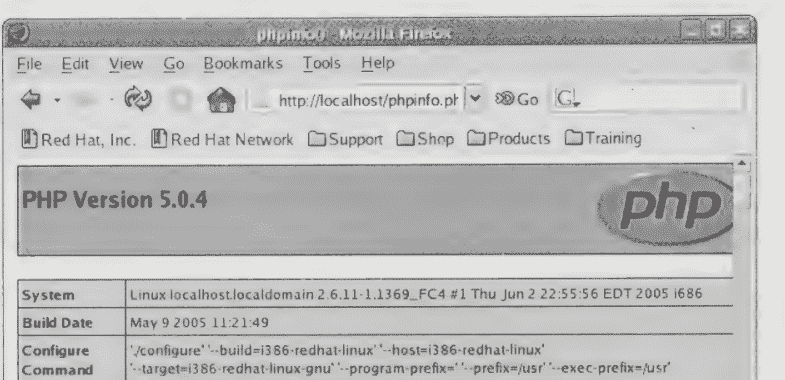 phpinfo() - Mozilla Firefox
File Edit View Go Bookmarks Tools Help
http://localhost/phpinfo.ph Go G
Red Hat, Inc. Red Hat Network Support Shop Products Training
PHP Version 5.0.4
php
System Linux localhost.localdomain 2.6.11-1.1369_FC4 #1 Thu Jun 2 22:55:56 EDT 2005 i686
Build Date May 9 2005 11:21:49
Configure './configure' '--build=i386-redhat-linux' '--host=i386-redhat-linux'
Command '--target=i386-redhat-linux-gnu' '--program-prefix=' '--prefix=/usr' '--exec-prefix=/usr'